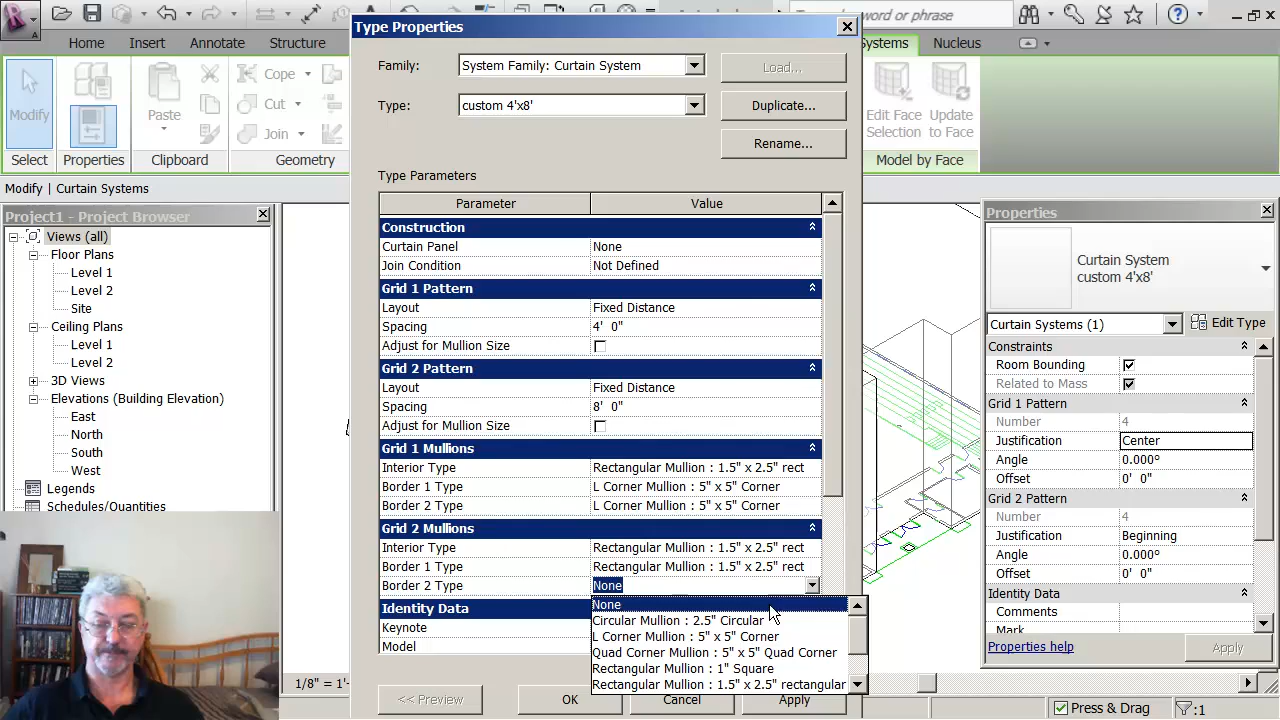 word or phrase
Home
Insert
Annotate
Structure
Systems
Nucleus
Modify
Paste
Cope
Cut
Join
Edit Face
Selection
Update
to Face
Select
Properties
Clipboard
Geometry
Model by Face
Modify | Curtain Systems
Project1 - Project Browser
Views (all)
Floor Plans
Level 1
Level 2
Site
Ceiling Plans
Level 1
Level 2
3D Views
Elevations (Building Elevation)
East
North
South
West
Legends
Schedules/Quantities
Type Properties
Family:
System Family: Curtain System
Load...
Type:
custom 4'x8'
Duplicate...
Rename...
Type Parameters
Parameter
Value
Construction
Curtain Panel
None
Join Condition
Not Defined
Grid 1 Pattern
Layout
Fixed Distance
Spacing
4' 0"
Adjust for Mullion Size
Grid 2 Pattern
Layout
Fixed Distance
Spacing
8' 0"
Adjust for Mullion Size
Grid 1 Mullions
Interior Type
Rectangular Mullion : 1.5" x 2.5" rect
Border 1 Type
L Corner Mullion : 5" x 5" Corner
Border 2 Type
L Corner Mullion : 5" x 5" Corner
Grid 2 Mullions
Interior Type
Rectangular Mullion : 1.5" x 2.5" rect
Border 1 Type
Rectangular Mullion : 1.5" x 2.5" rect
Border 2 Type
None
None
Circular Mullion : 2.5" Circular
L Corner Mullion : 5" x 5" Corner
Quad Corner Mullion : 5" x 5" Quad Corner
Rectangular Mullion : 1" Square
Rectangular Mullion : 1.5" x 2.5" rectangular
Identity Data
Keynote
Model
<< Preview
OK
Cancel
Apply
Properties
Curtain System
custom 4'x8'
Curtain Systems (1)
Edit Type
Constraints
Room Bounding
Related to Mass
Grid 1 Pattern
Number
4
Justification
Center
Angle
0.000°
Offset
0' 0"
Grid 2 Pattern
Number
4
Justification
Beginning
Angle
0.000°
Offset
0' 0"
Identity Data
Comments
Mark
Properties help
Apply
1/8" = 1'-
Press & Drag
:1